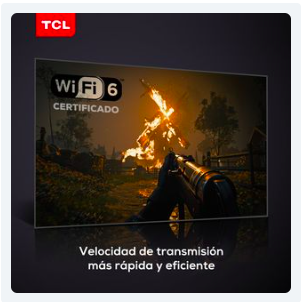 TCL
WiFi 6
CERTIFICADO
Velocidad de transmisión
más rápida y eficiente